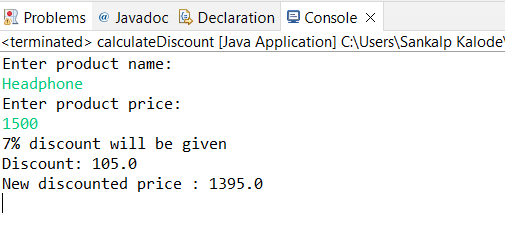 Problems @ Javadoc Declaration Console
<terminated> calculateDiscount [Java Application] C:\Users\Sankalp Kalode\
Enter product name:
Headphone
Enter product price:
1500
7% discount will be given
Discount: 105.0
New discounted price : 1395.0